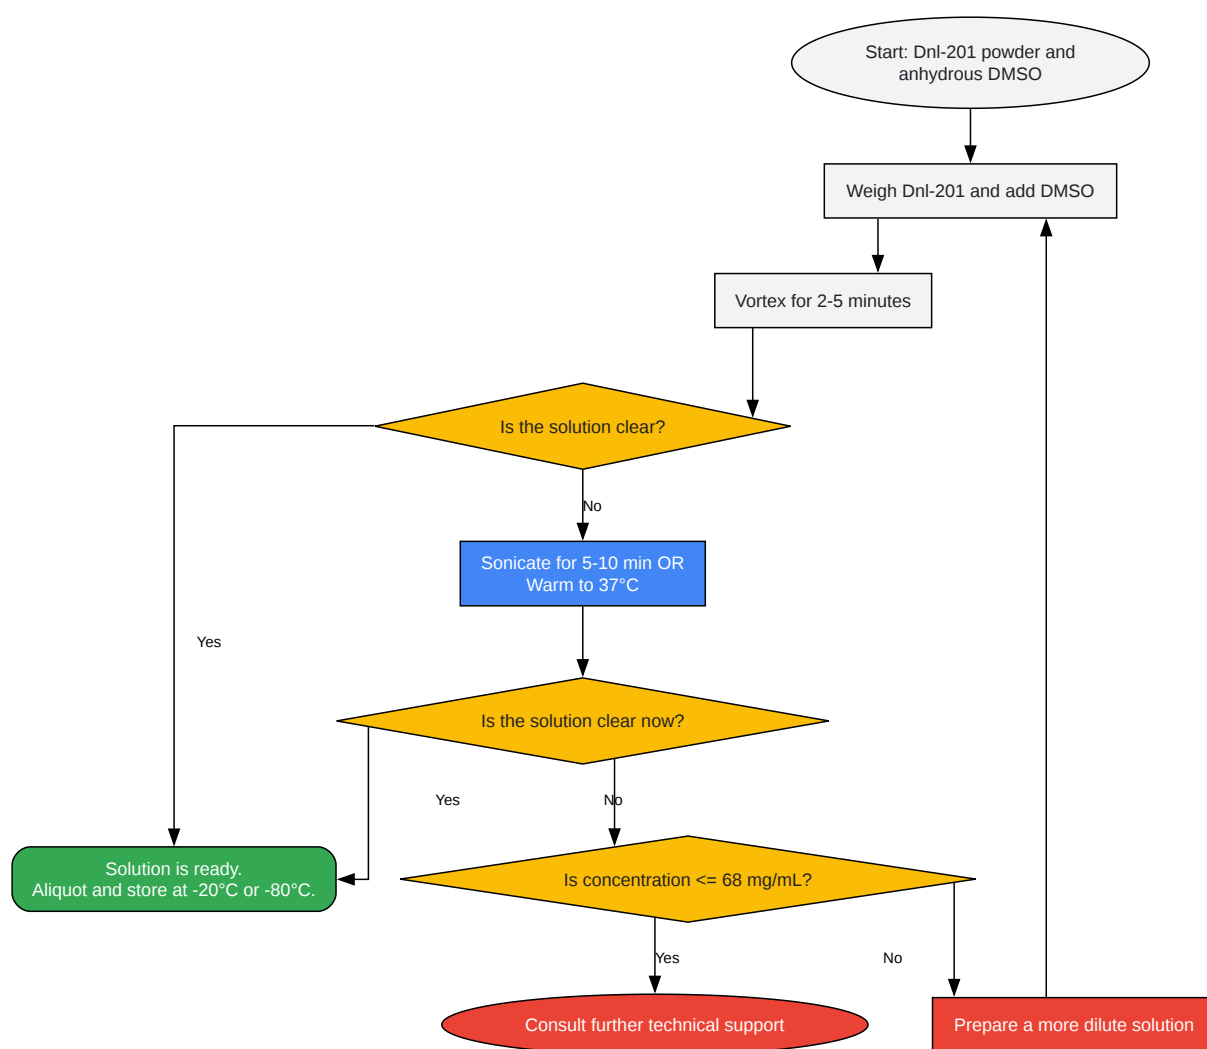 Start: Dnl-201 powder and
anhydrous DMSO
Weigh Dnl-201 and add DMSO
Vortex for 2-5 minutes
Is the solution clear?
No
Sonicate for 5-10 min OR
Warm to 37°C
Yes
Is the solution clear now?
Yes
No
Solution is ready.
Aliquot and store at -20°C or -80°C.
Is concentration <= 68 mg/mL?
Yes
No
Consult further technical support
Prepare a more dilute solution